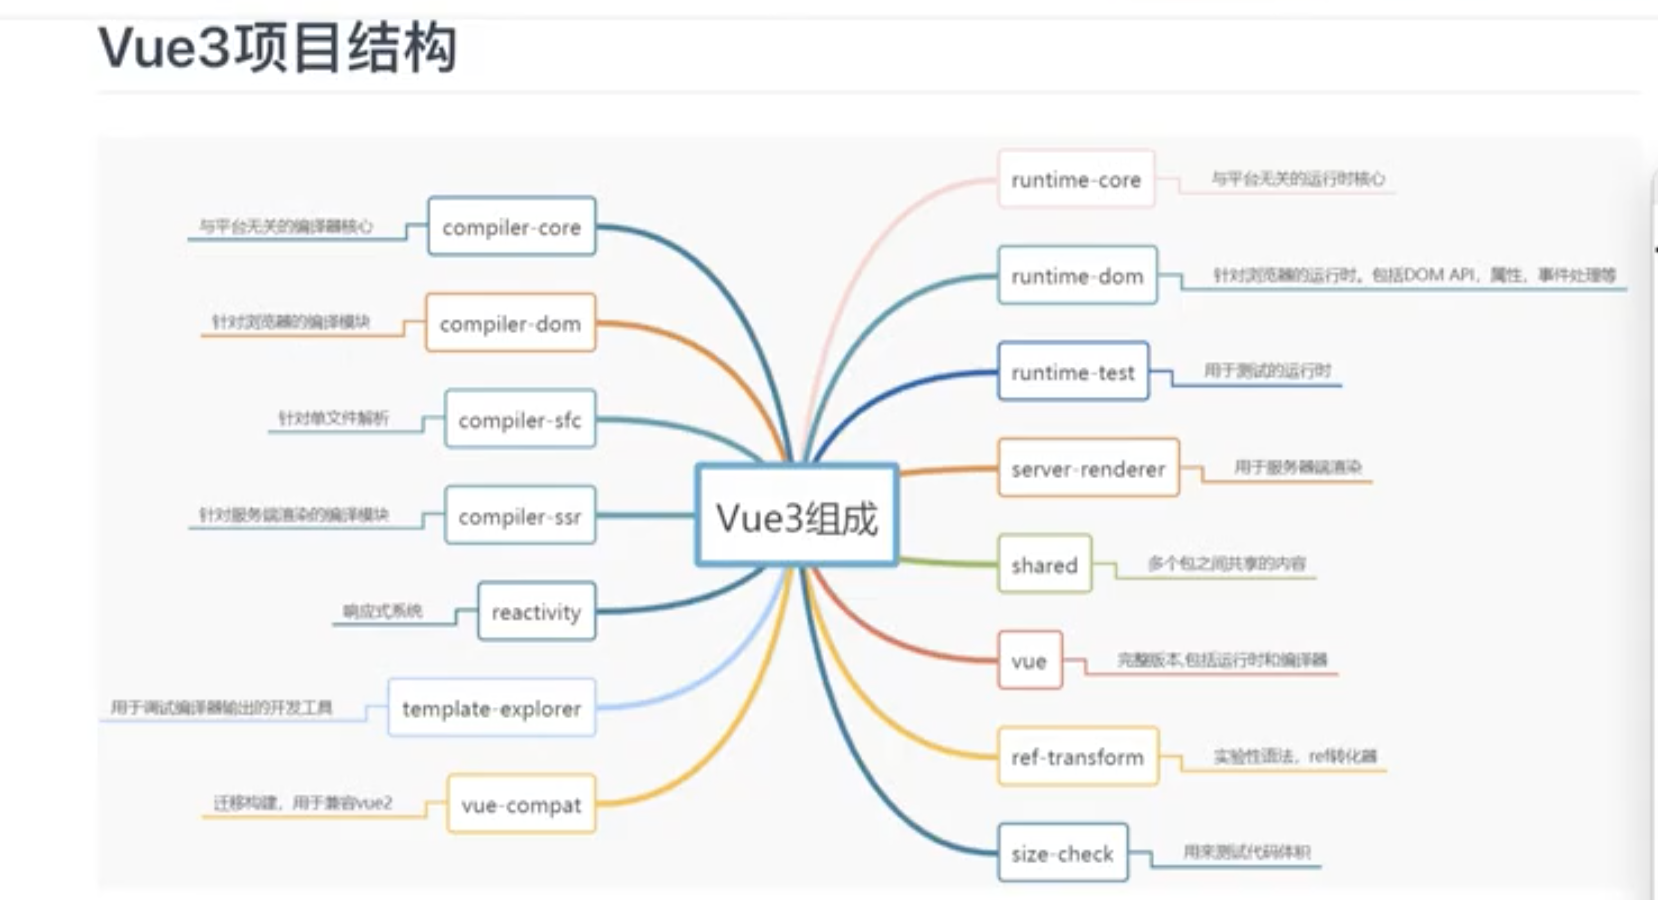 Vue3项目结构
Vue3组成
compiler-core
与平台无关的编译器核心
compiler-dom
针对浏览器的编译模块
compiler-sfc
针对单文件解析
compiler-ssr
针对服务端渲染的编译模块
reactivity
响应式系统
template-explorer
用于调试编译器输出的开发工具
vue-compat
迁移构建，用于兼容vue2
runtime-core
与平台无关的运行时核心
runtime-dom
针对浏览器的运行时。包括DOM API，属性，事件处理等
runtime-test
用于测试的运行时
server-renderer
用于服务器端渲染
shared
多个包之间共享的内容
vue
完整版本,包括运行时和编译器
ref-transform
实验性语法，ref转化器
size-check
用来测试代码体积